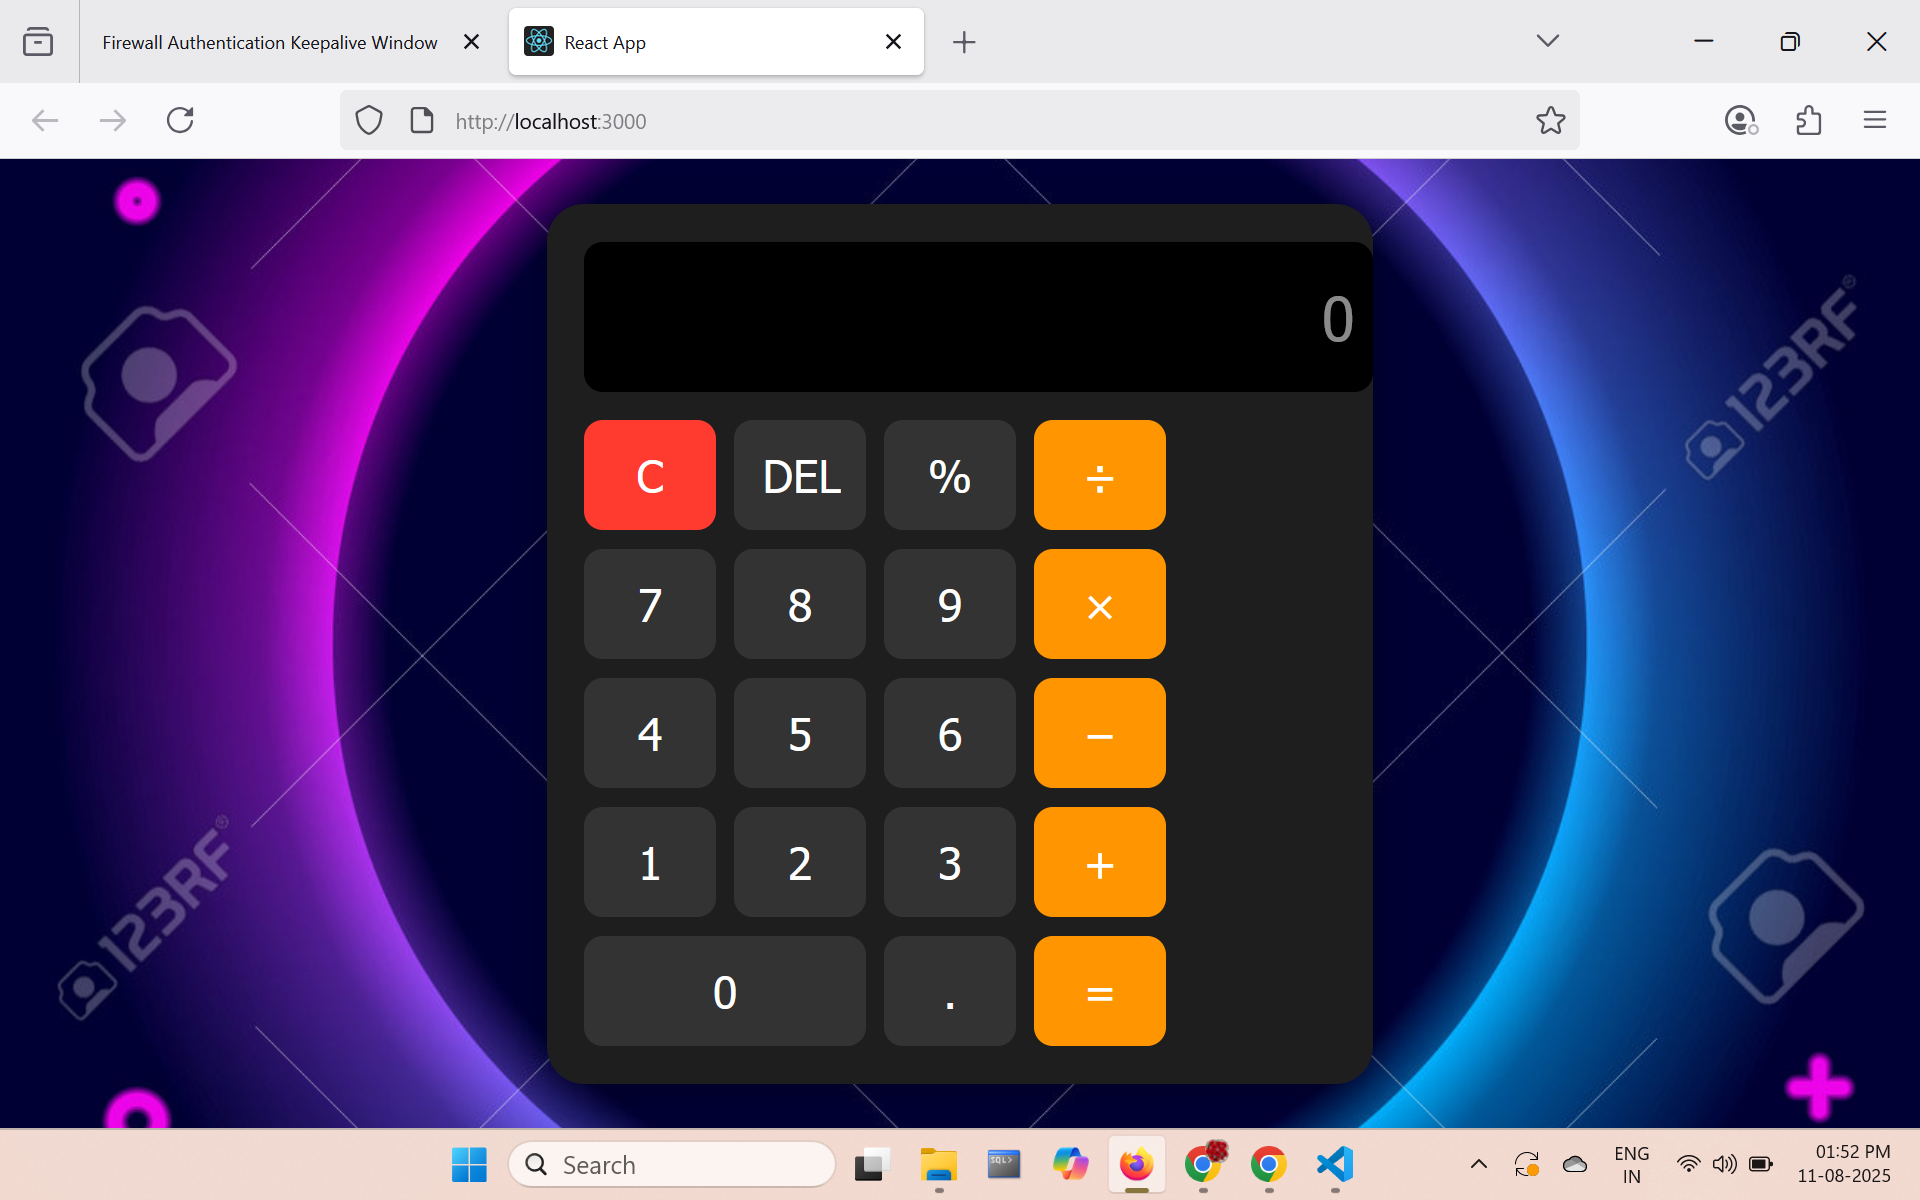 Firewall Authentication Keepalive Window
React App
http://localhost:3000
0
C DEL % ÷
7 8 9 ×
4 5 6 −
1 2 3 +
0 . =
123RF®
123RF®
Search
SQL>
ENG
IN
01:52 PM
11-08-2025